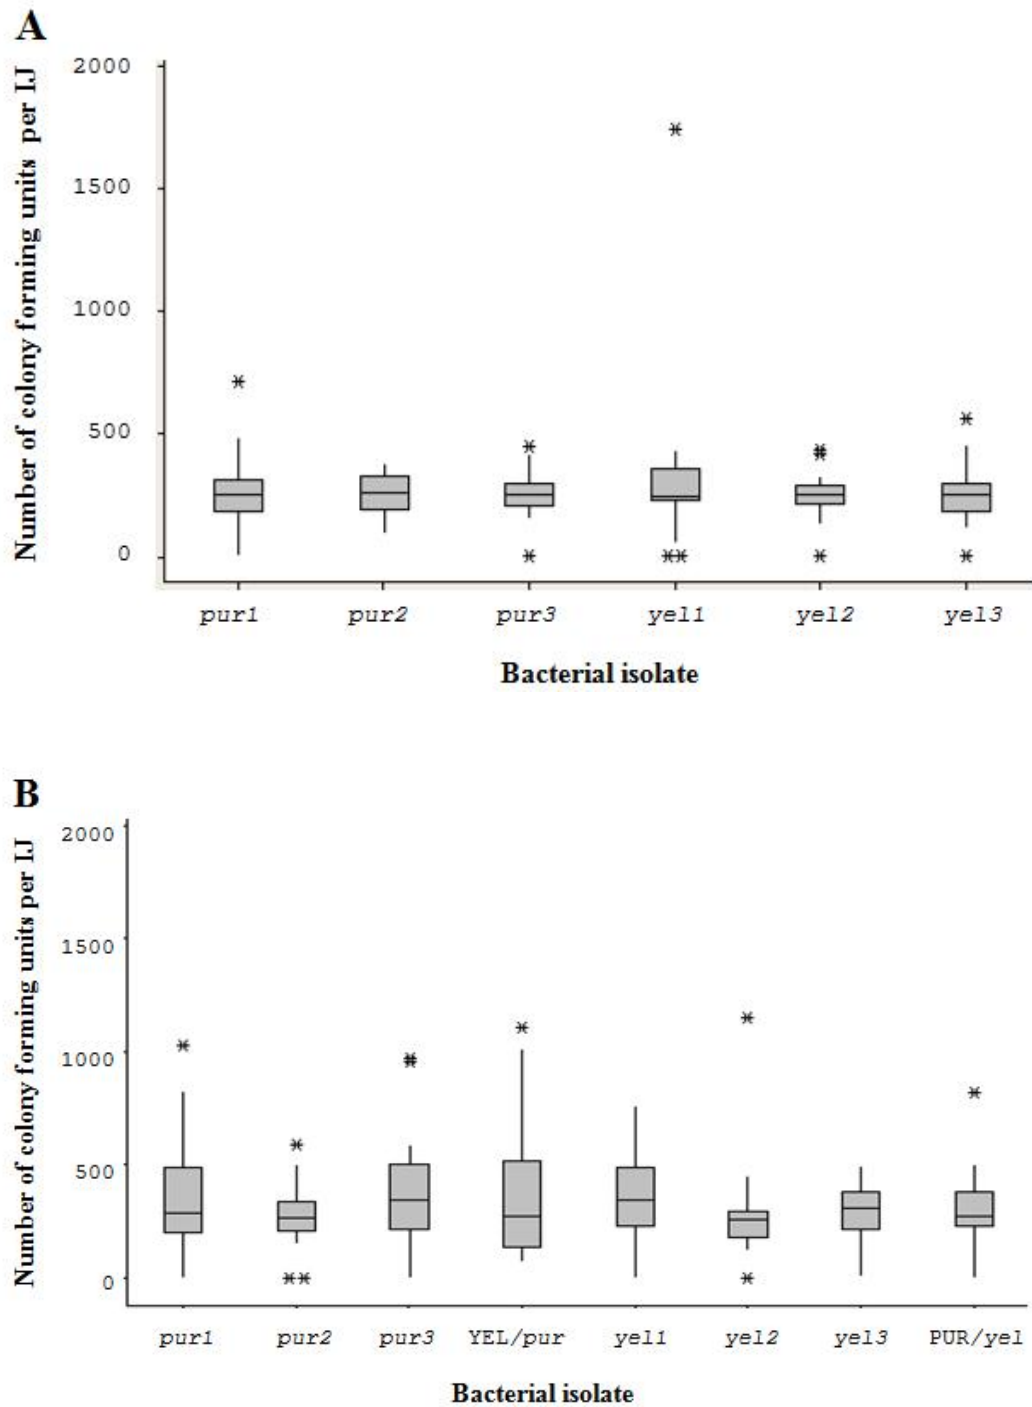 A
Number of colony forming units per IJ
2000
1500
1000
500
0
pur1 pur2 pur3 yel1 yel2 yel3
Bacterial isolate
B
Number of colony forming units per IJ
2000
1500
1000
500
0
pur1 pur2 pur3 YEL/pur yel1 yel2 yel3 PUR/yel
Bacterial isolate